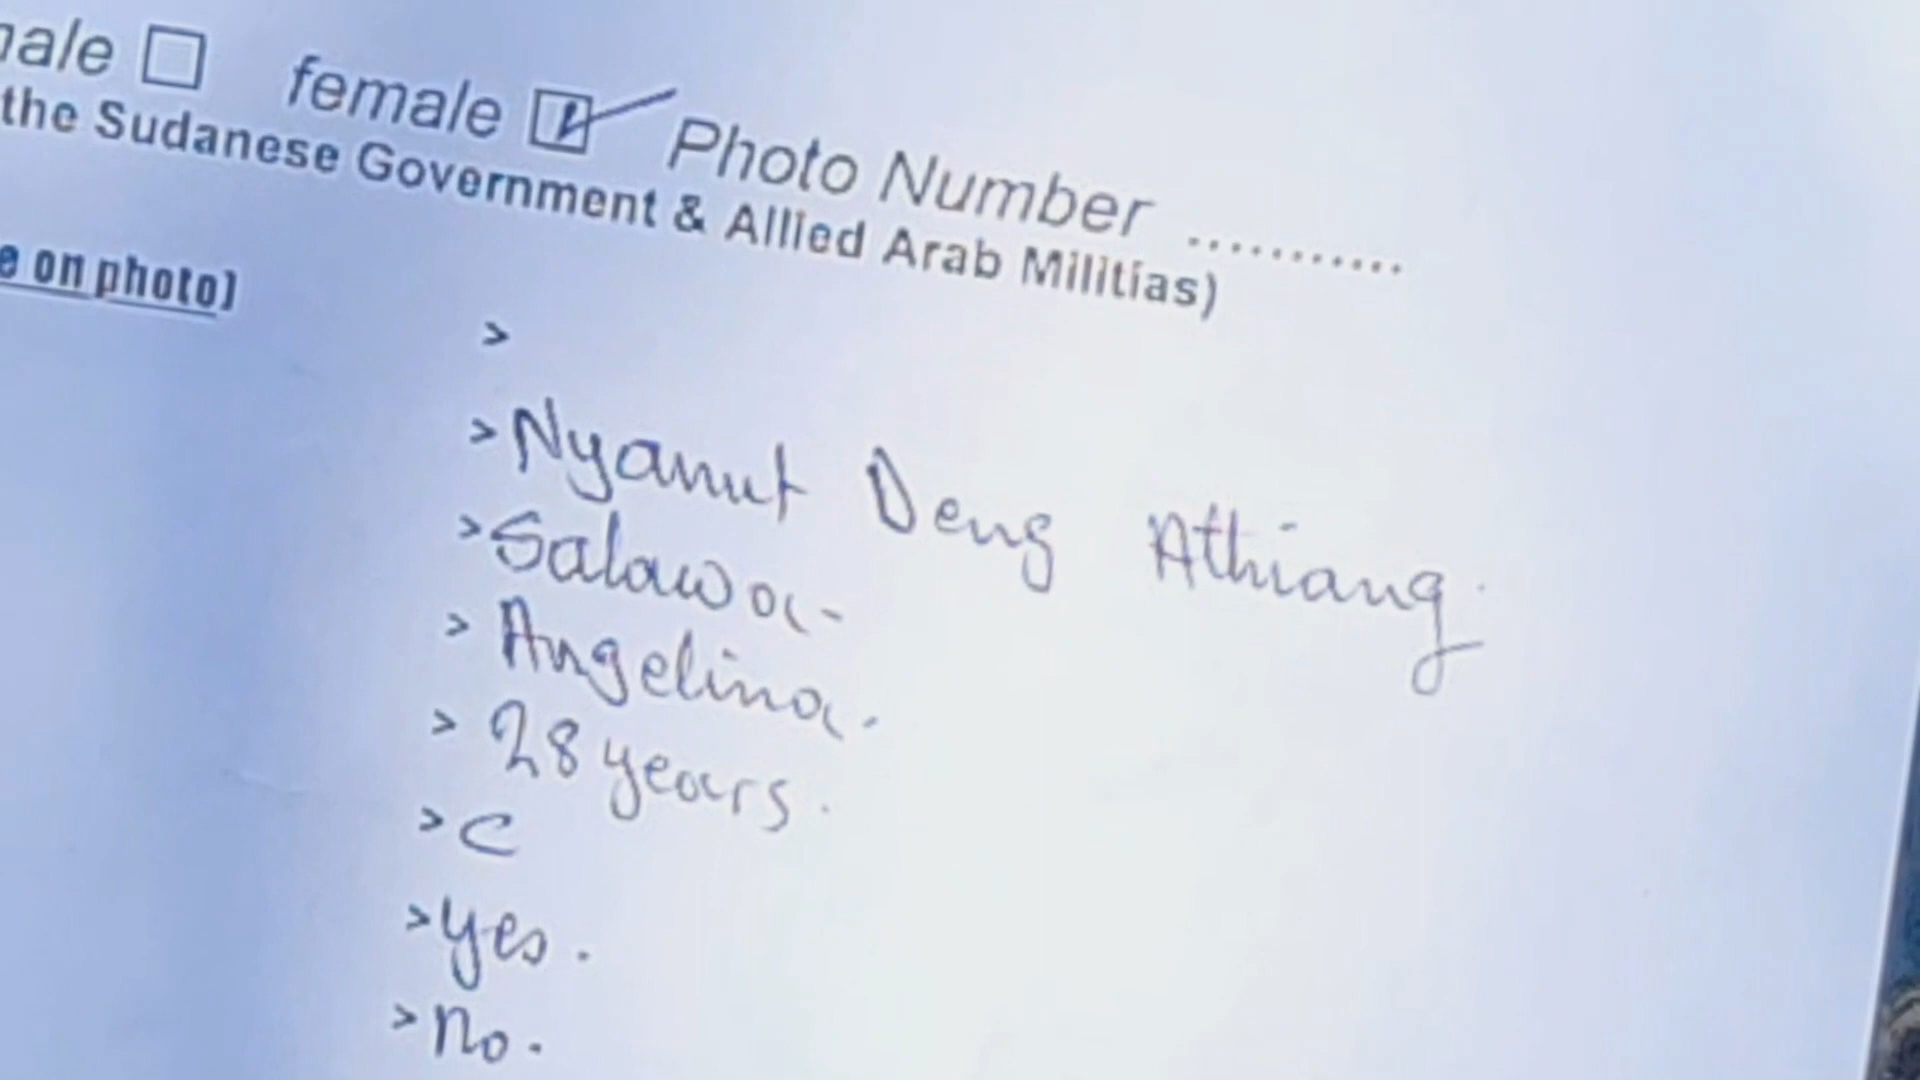 male ☐ female ☑ Photo Number ...........
the Sudanese Government & Allied Arab Militias)
e on photo)
>
>Nyanut Deng Athiang.
>Salawa-
>Angelina.
>28 years.
>C
>yes.
>No.